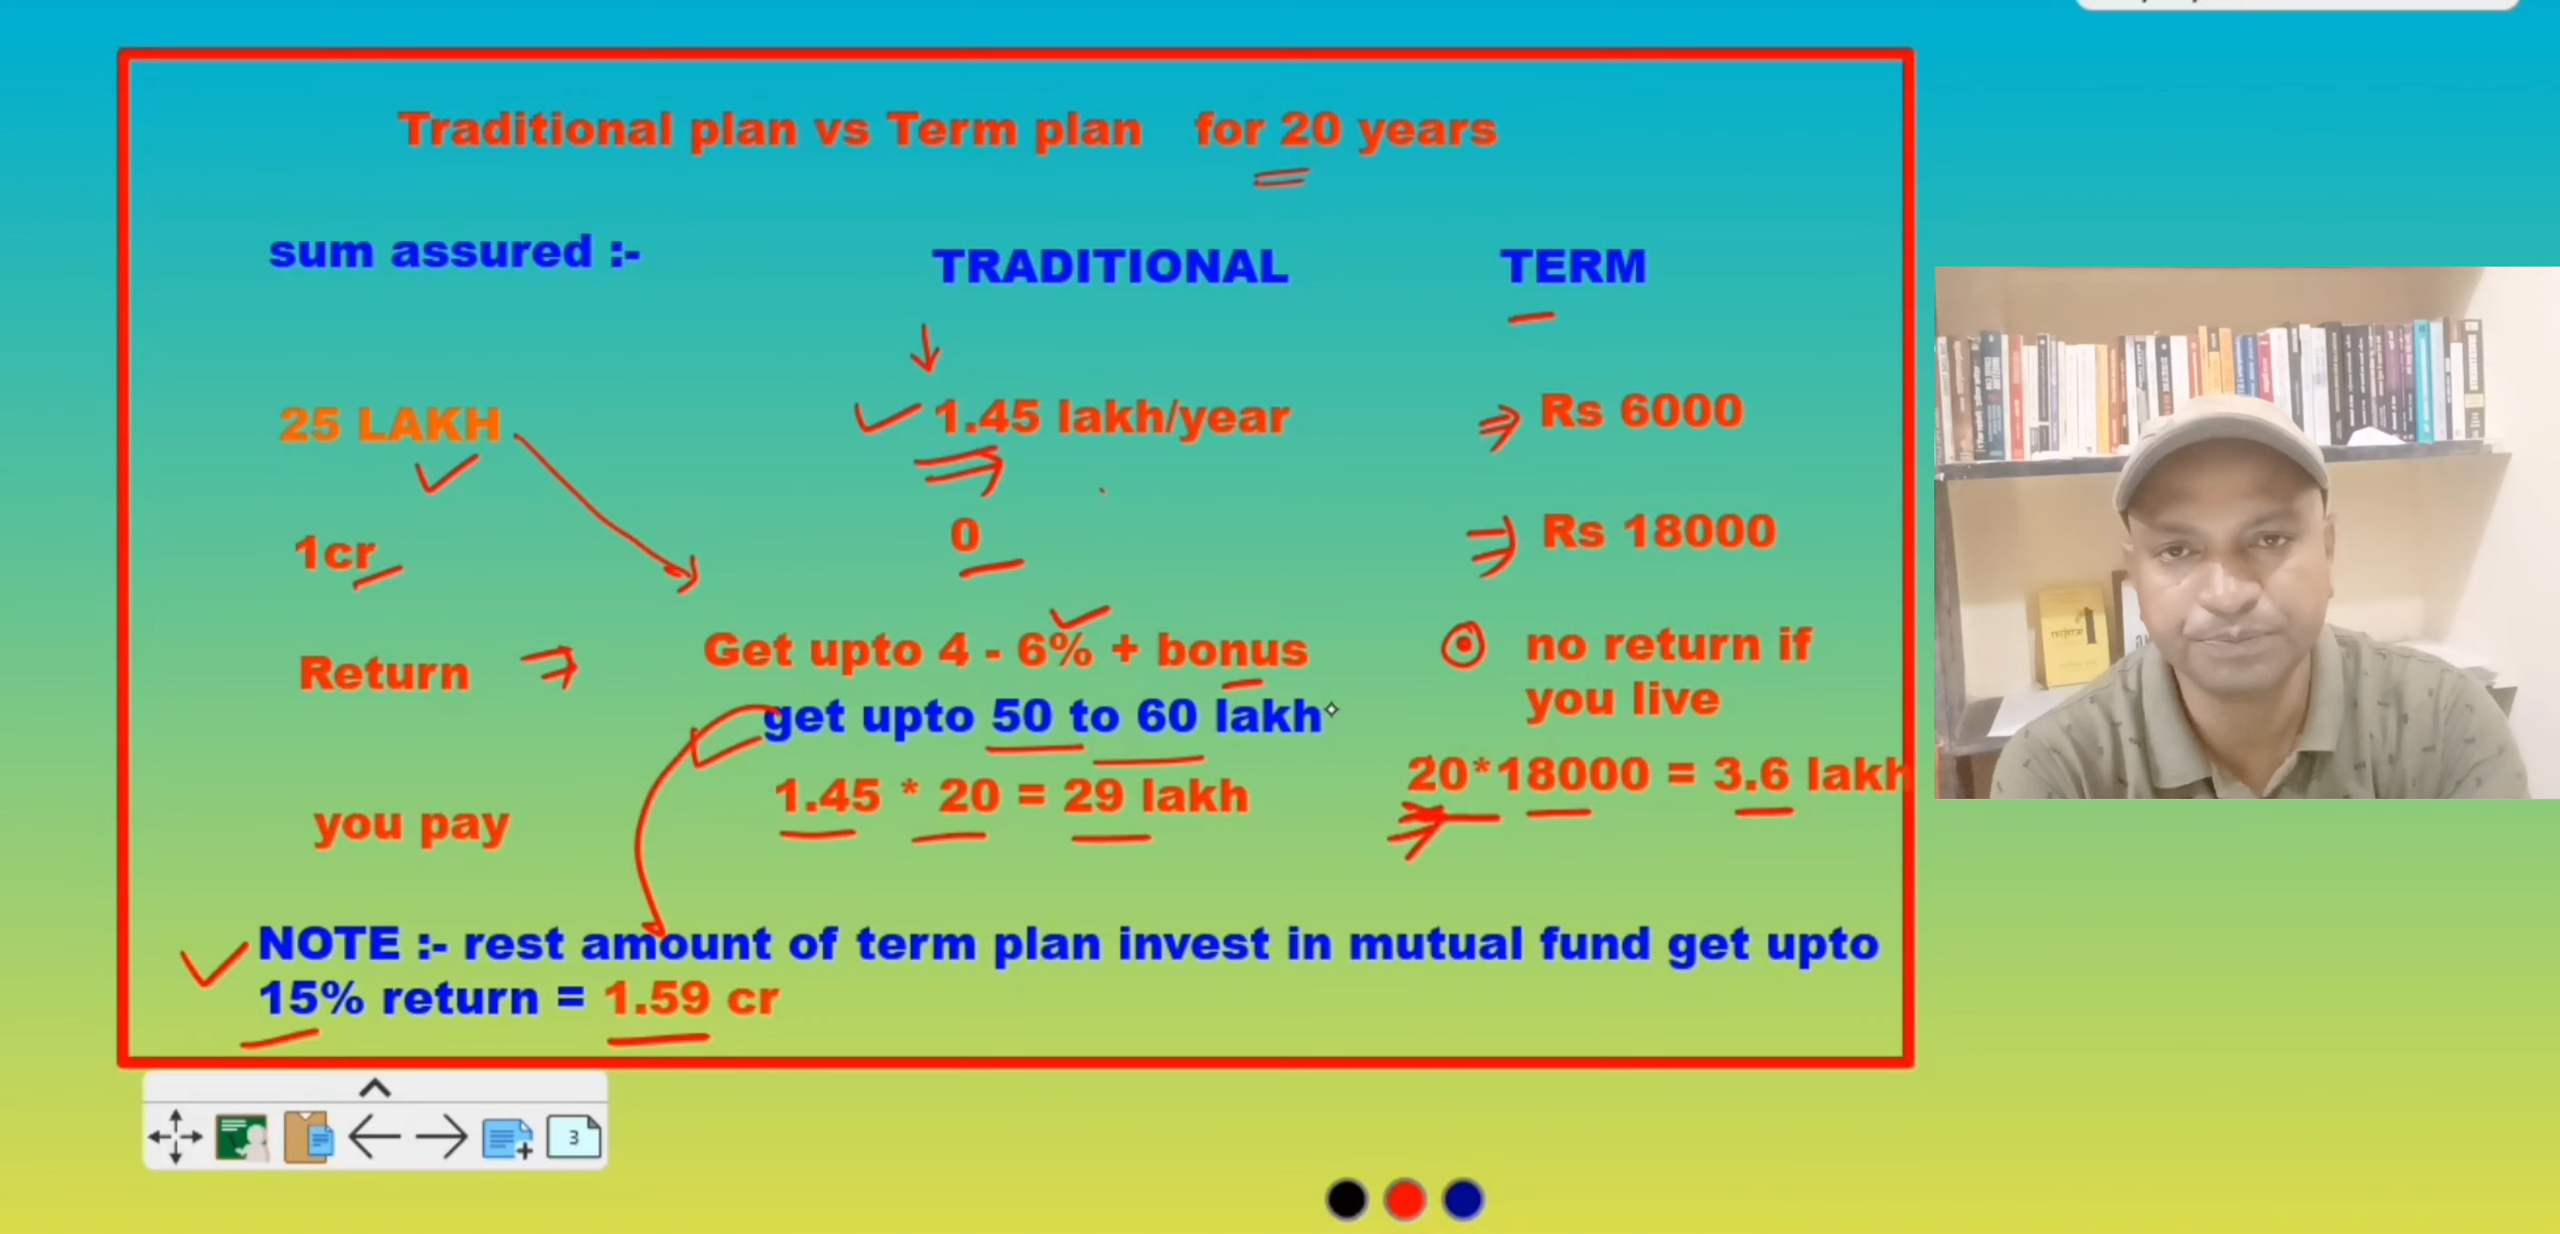 Traditional plan vs Term plan for 20 years
sum assured :- TRADITIONAL TERM
25 LAKH 1.45 lakh/year Rs 6000
1cr 0 Rs 18000
Return Get upto 4 - 6% + bonus no return if
get upto 50 to 60 lakh you live
you pay 1.45 * 20 = 29 lakh 20*18000 = 3.6 lakh
NOTE :- rest amount of term plan invest in mutual fund get upto
15% return = 1.59 cr
3